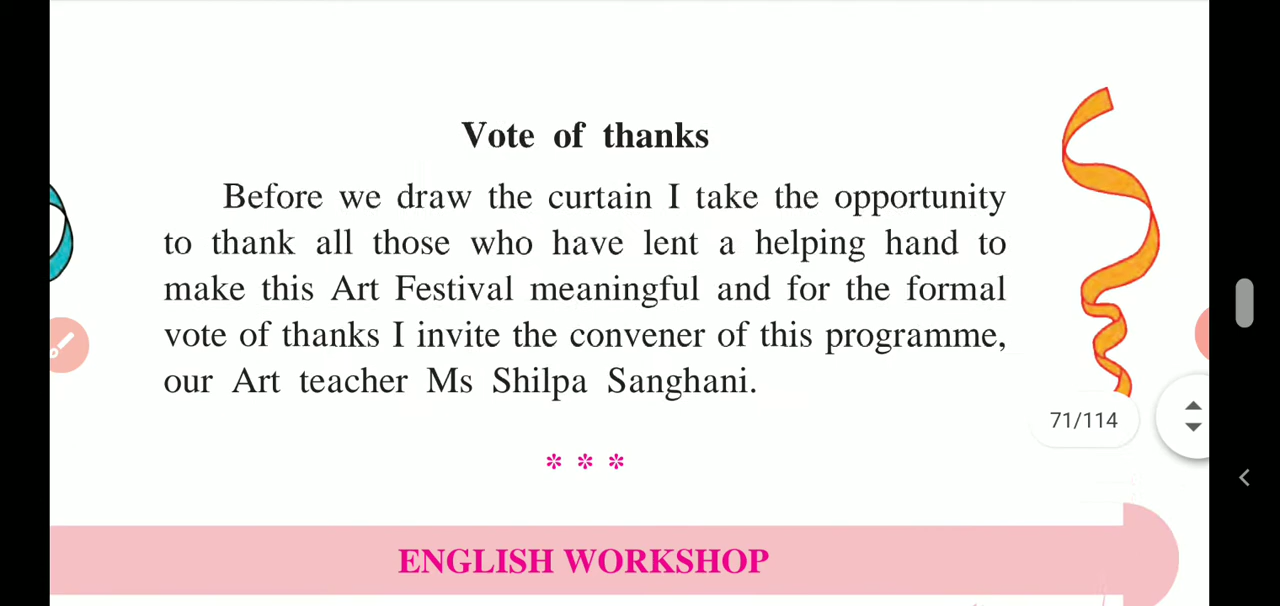 Vote of thanks
Before we draw the curtain I take the opportunity
to thank all those who have lent a helping hand to
make this Art Festival meaningful and for the formal
vote of thanks I invite the convener of this programme,
our Art teacher Ms Shilpa Sanghani.
71/114
* * *
ENGLISH WORKSHOP